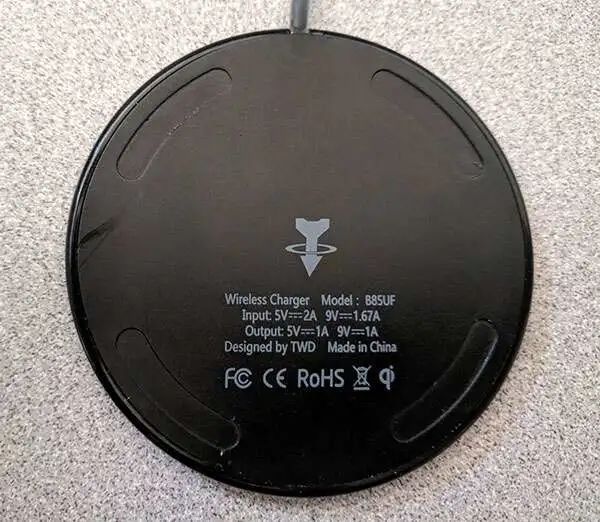 Wireless Charger Model : B85UF
Input: 5V⎓2A 9V⎓1.67A
Output: 5V⎓1A 9V⎓1A
Designed by TWD Made in China
FC CE RoHS